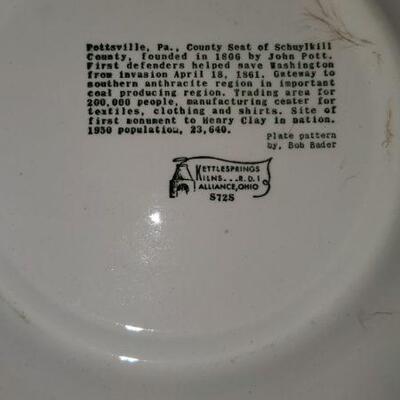 Pottsville, Pa., County Seat of Schuylkill
County, founded in 1806 by John Pott.
First defenders helped save Washington
from invasion April 18, 1861. Gateway to
southern anthracite region in important
coal producing region. Trading area for
200,000 people, manufacturing center for
textiles, clothing and shirts. Site of
first monument to Henry Clay in nation.
1950 population, 23,640.
Plate pattern
by, Bob Bader
KETTLESPRINGS
KILNS...R.D.1
ALLIANCE,OHIO
S72S